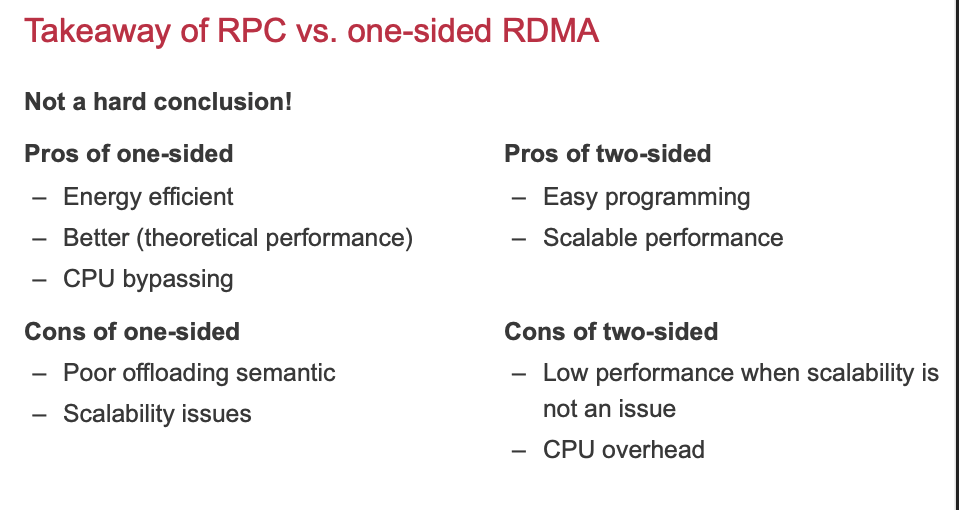 Takeaway of RPC vs. one-sided RDMA
Not a hard conclusion!
Pros of one-sided
– Energy efficient
– Better (theoretical performance)
– CPU bypassing
Cons of one-sided
– Poor offloading semantic
– Scalability issues
Pros of two-sided
– Easy programming
– Scalable performance
Cons of two-sided
– Low performance when scalability is
not an issue
– CPU overhead